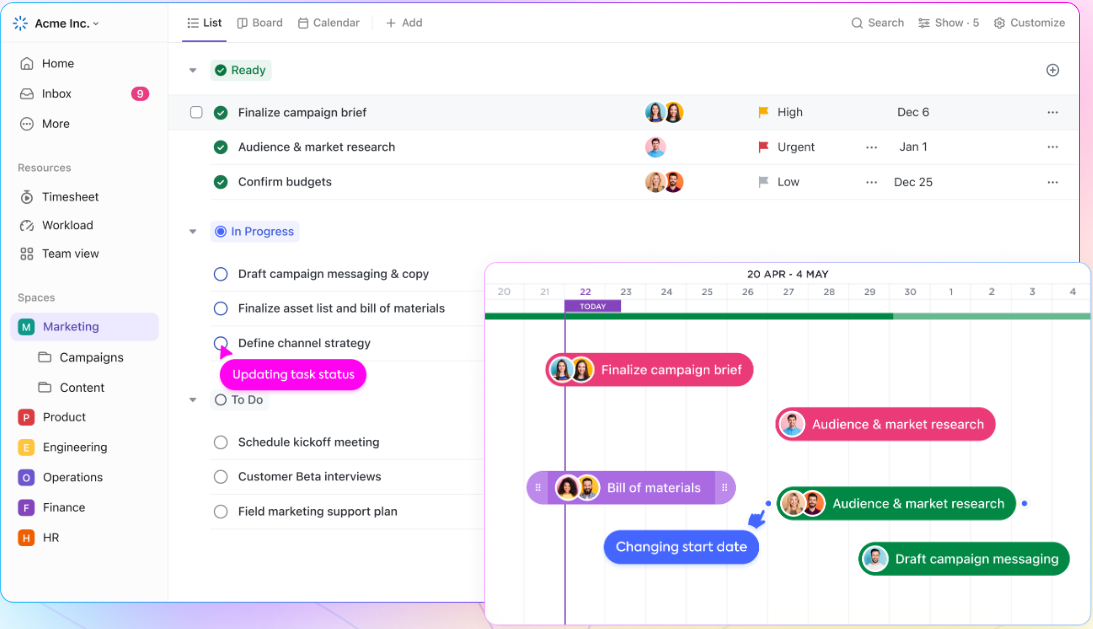 Acme Inc.
List
Board
Calendar
Add
Search
Show · 5
Customize
Home
Inbox
9
More
Resources
Timesheet
Workload
Team view
Spaces
M Marketing
Campaigns
Content
P Product
E Engineering
O Operations
F Finance
H HR
Ready
Finalize campaign brief
High
Dec 6
Audience & market research
Urgent
Jan 1
Confirm budgets
Low
Dec 25
In Progress
Draft campaign messaging & copy
Finalize asset list and bill of materials
Define channel strategy
Updating task status
To Do
Schedule kickoff meeting
Customer Beta interviews
Field marketing support plan
20 APR - 4 MAY
20 21 22 23 24 25 26 27 28 29 30 1 2 3 4
TODAY
Finalize campaign brief
Audience & market research
Bill of materials
Audience & market research
Changing start date
Draft campaign messaging